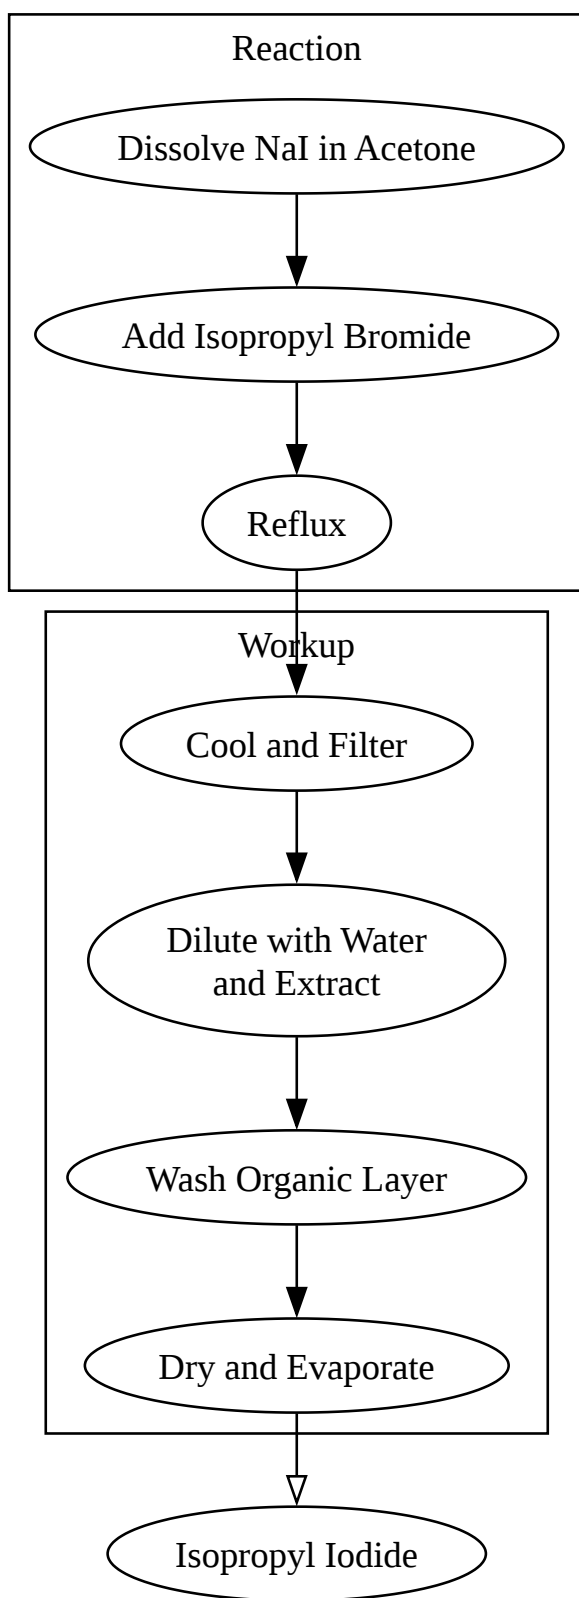 Reaction
Dissolve NaI in Acetone
Add Isopropyl Bromide
Reflux
Workup
Cool and Filter
Dilute with Water
and Extract
Wash Organic Layer
Dry and Evaporate
Isopropyl Iodide